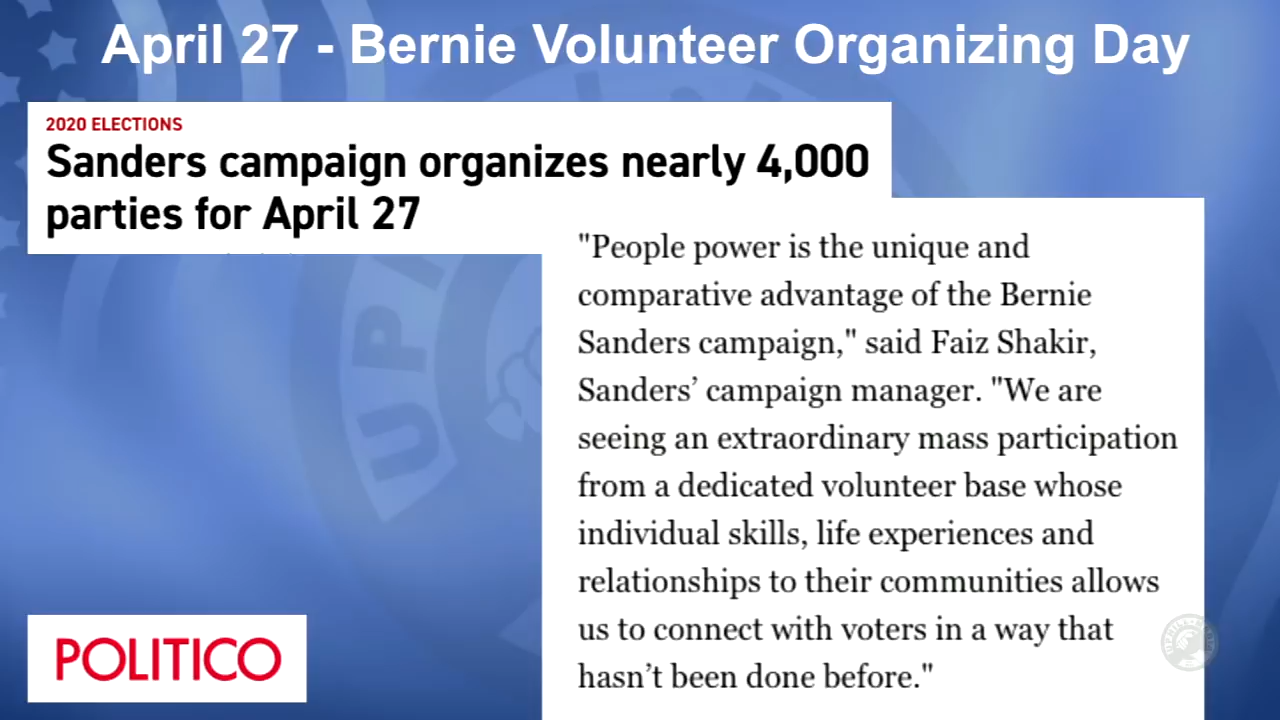 April 27 - Bernie Volunteer Organizing Day
2020 ELECTIONS
Sanders campaign organizes nearly 4,000
parties for April 27
"People power is the unique and
comparative advantage of the Bernie
Sanders campaign," said Faiz Shakir,
Sanders’ campaign manager. "We are
seeing an extraordinary mass participation
from a dedicated volunteer base whose
individual skills, life experiences and
relationships to their communities allows
us to connect with voters in a way that
hasn’t been done before."
POLITICO